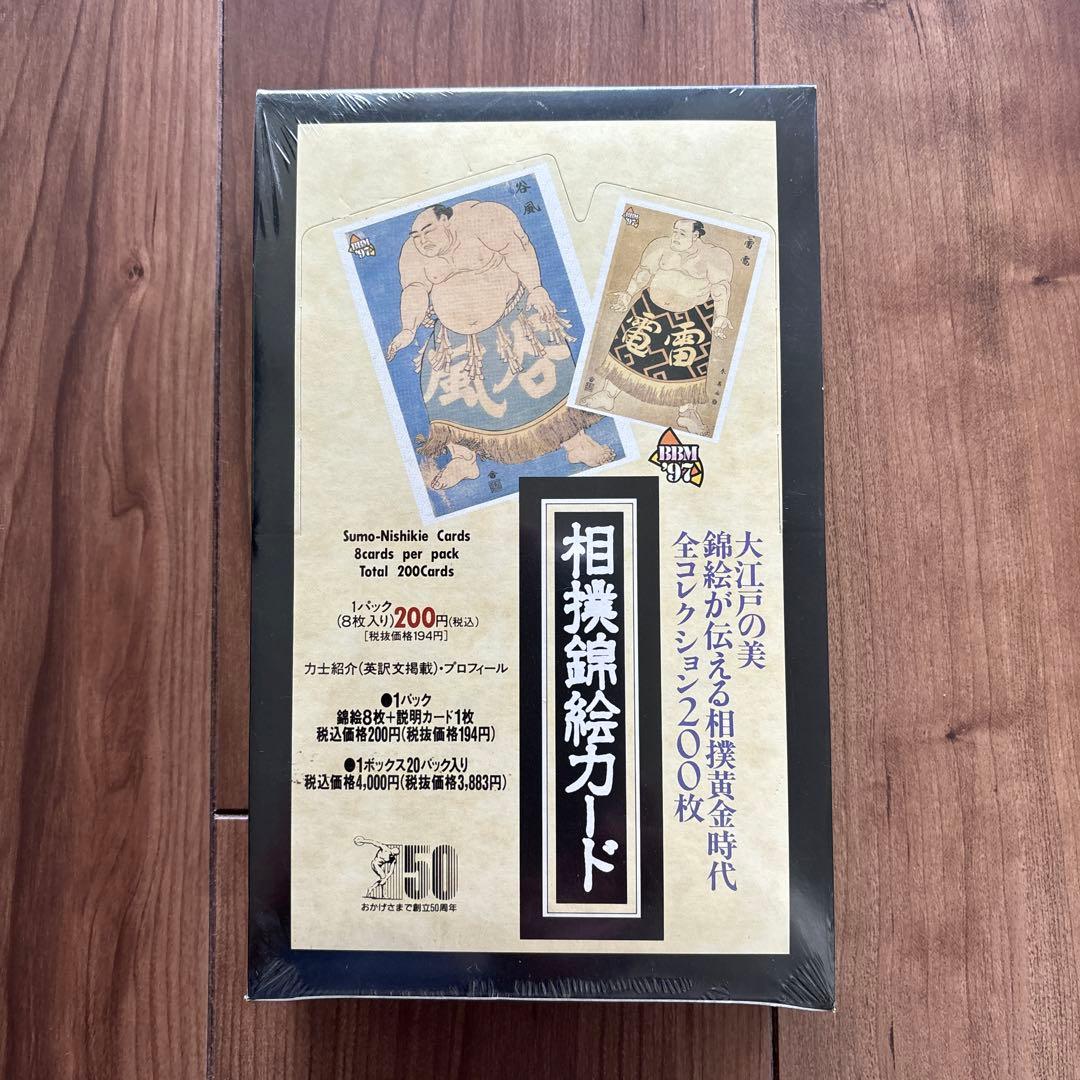 谷風
BBM
'97
谷風
雷電
BBM
'97
雷電
BBM
'97
大江戸の美
錦絵が伝える相撲黄金時代
全コレクション200枚
相撲錦絵カード
Sumo-Nishikie Cards
8cards per pack
Total 200Cards
1パック
(8枚入り)200円(税込)
[税抜価格194円]
力士紹介(英訳文掲載)・プロフィール
●1パック
錦絵8枚+説明カード1枚
税込価格200円(税抜価格194円)
●1ボックス20パック入り
税込価格4,000円(税抜価格3,883円)
50
おかげさまで創立50周年